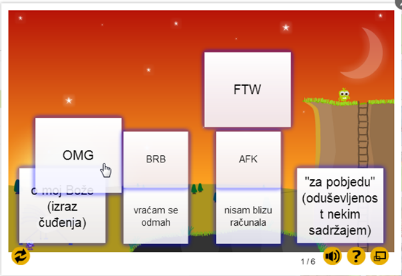 FTW
OMG
BRB
AFK
o moj Bože
(izraz
čuđenja)
vraćam se
odmah
nisam blizu
računala
"za pobjedu"
(oduševljenos
t nekim
sadržajem)
1 / 6
?